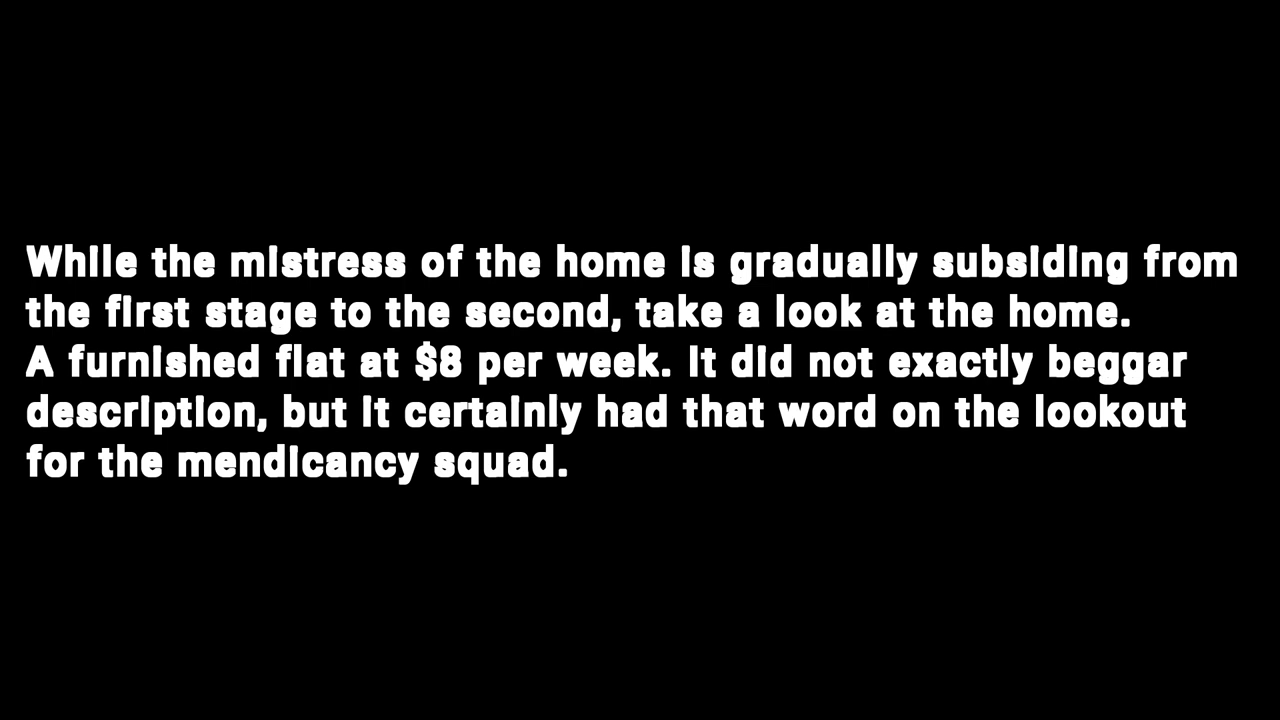 While the mistress of the home is gradually subsiding from
the first stage to the second, take a look at the home.
A furnished flat at $8 per week. It did not exactly beggar
description, but it certainly had that word on the lookout
for the mendicancy squad.